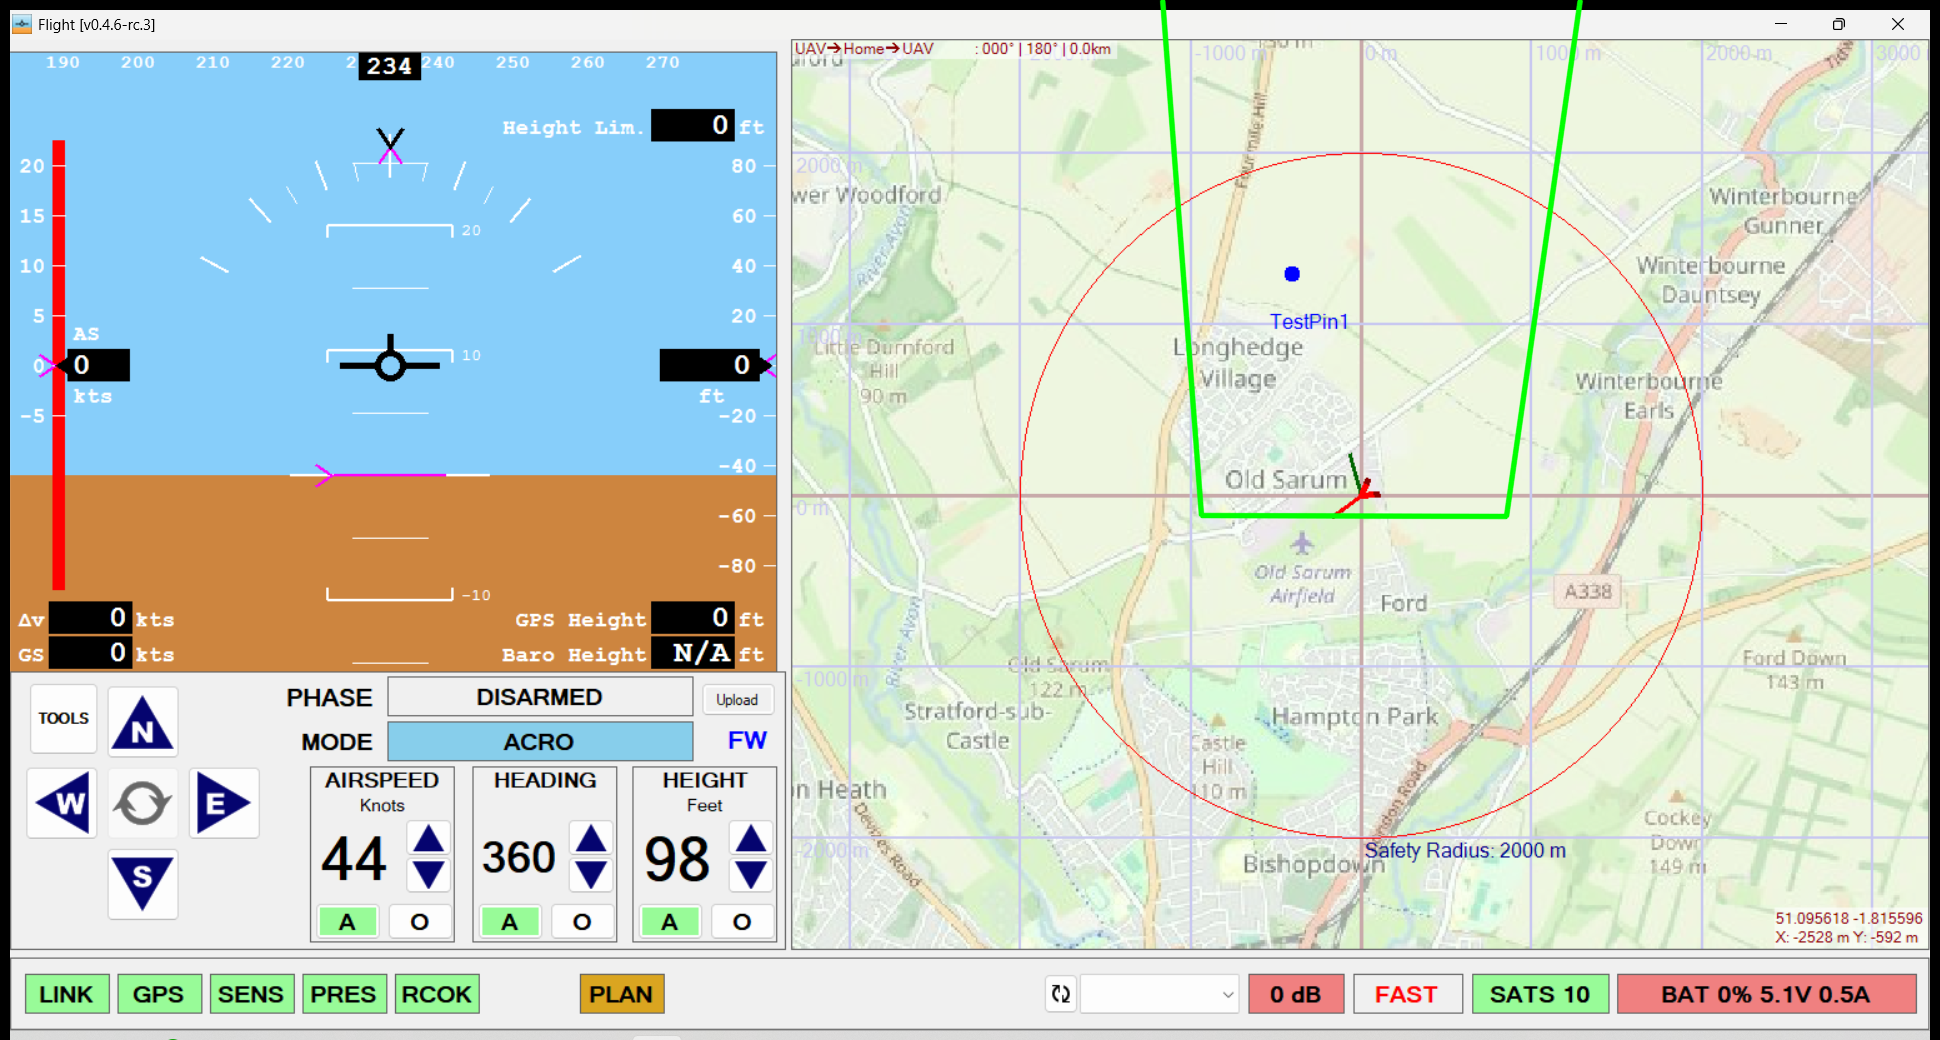 Flight [v0.4.6-rc.3]
190 200 210 220 2 234 240 250 260 270
Height Lim. 0 ft
20 80
15 60
10 40
5 20
AS
0 0 0
kts ft
-5 -20
-40
-60
-80
20
10
-10
Δv 0 kts GPS Height 0 ft
GS 0 kts Baro Height N/A ft
TOOLS
N
W
E
S
PHASE DISARMED Upload
MODE ACRO FW
AIRSPEED HEADING HEIGHT
Knots Feet
44 360 98
A O A O A O
UAV→Home→UAV : 000° | 180° | 0.0km
-1000 m 0 m 1000 m 2000 m 3000
2000 m
wer Woodford
River Avon
Fourmile Hill
Winterbourne
Gunner
Winterbourne
Dauntsey
TestPin1
1000 m
Little Durnford
Hill
90 m
Longhedge
Village
Winterbourne
Earls
Old Sarum
0 m
Old Sarum
Airfield
Ford
A338
River Avon
Old Sarum
122 m
-1000 m
Ford Down
143 m
Stratford-sub-
Castle
Hampton Park
Castle
Hill
110 m
n Heath
Devizes Road
ndon Road
Cockey
Down
149 m
-2000 m
Bishopdown
Safety Radius: 2000 m
51.095618 -1.815596
X: -2528 m Y: -592 m
LINK GPS SENS PRES RCOK PLAN 0 dB FAST SATS 10 BAT 0% 5.1V 0.5A